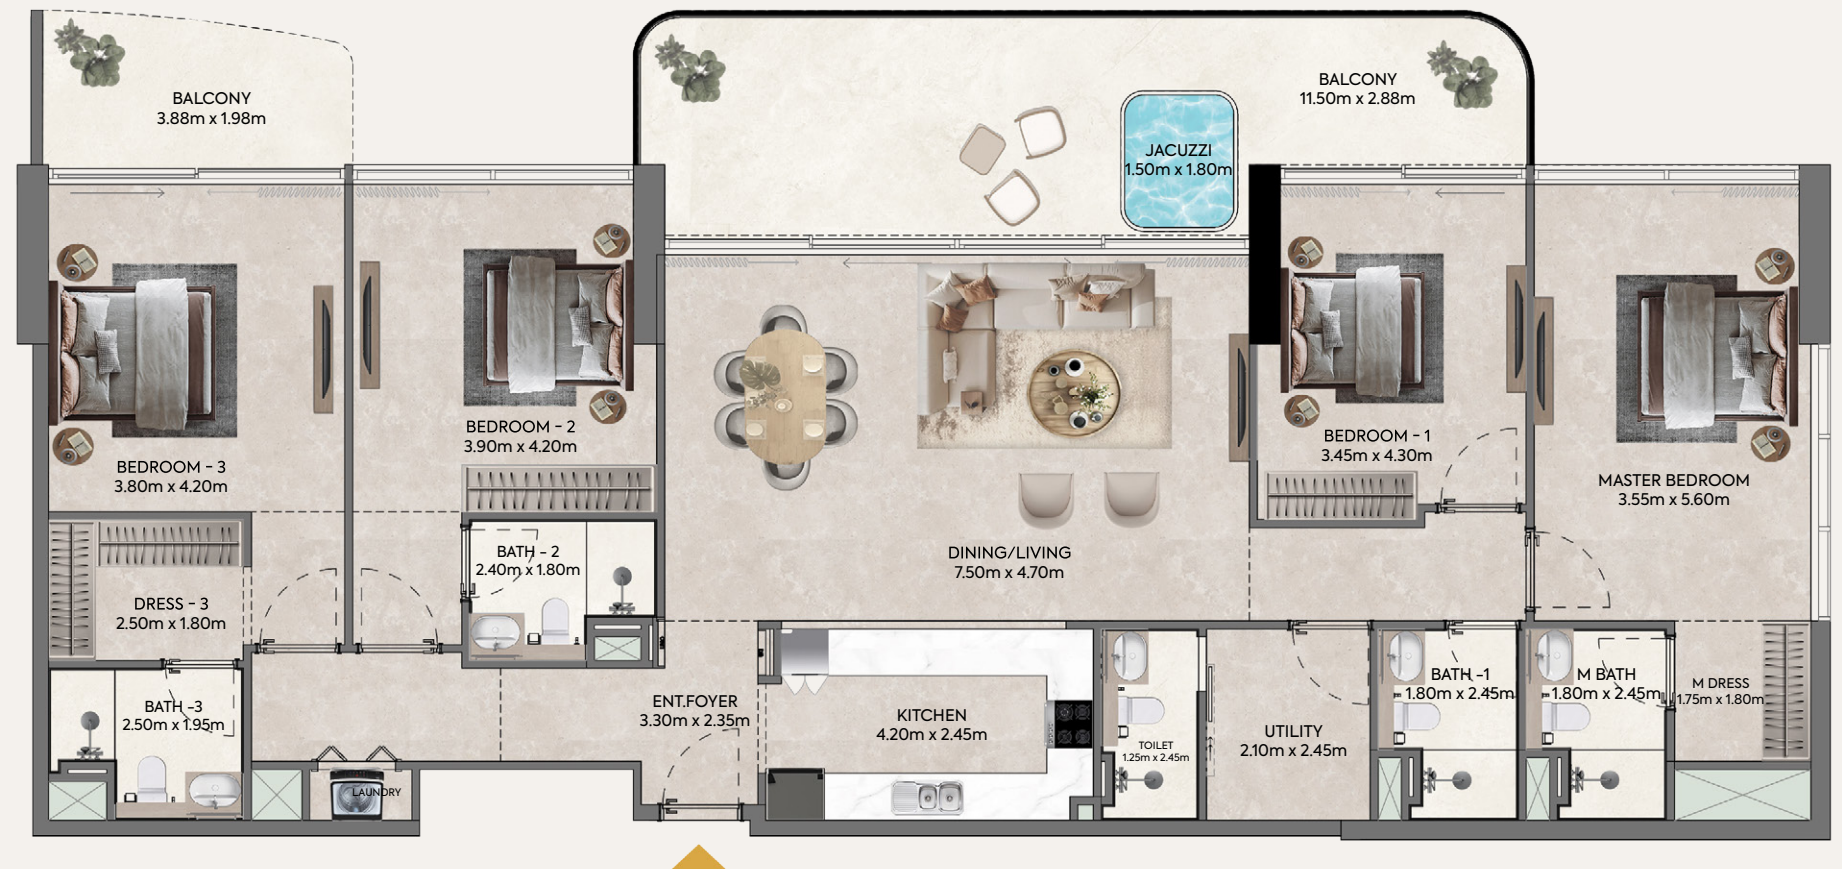 BALCONY
3.88m x 1.98m
BALCONY
11.50m x 2.88m
JACUZZI
1.50m x 1.80m
BEDROOM - 3
3.80m x 4.20m
BEDROOM - 2
3.90m x 4.20m
BEDROOM - 1
3.45m x 4.30m
MASTER BEDROOM
3.55m x 5.60m
DINING/LIVING
7.50m x 4.70m
BATH - 2
2.40m x 1.80m
DRESS - 3
2.50m x 1.80m
BATH -3
2.50m x 1.95m
ENT.FOYER
3.30m x 2.35m
KITCHEN
4.20m x 2.45m
TOILET
1.25m x 2.45m
UTILITY
2.10m x 2.45m
BATH -1
1.80m x 2.45m
M BATH
1.80m x 2.45m
M DRESS
1.75m x 1.80m
LAUNDRY